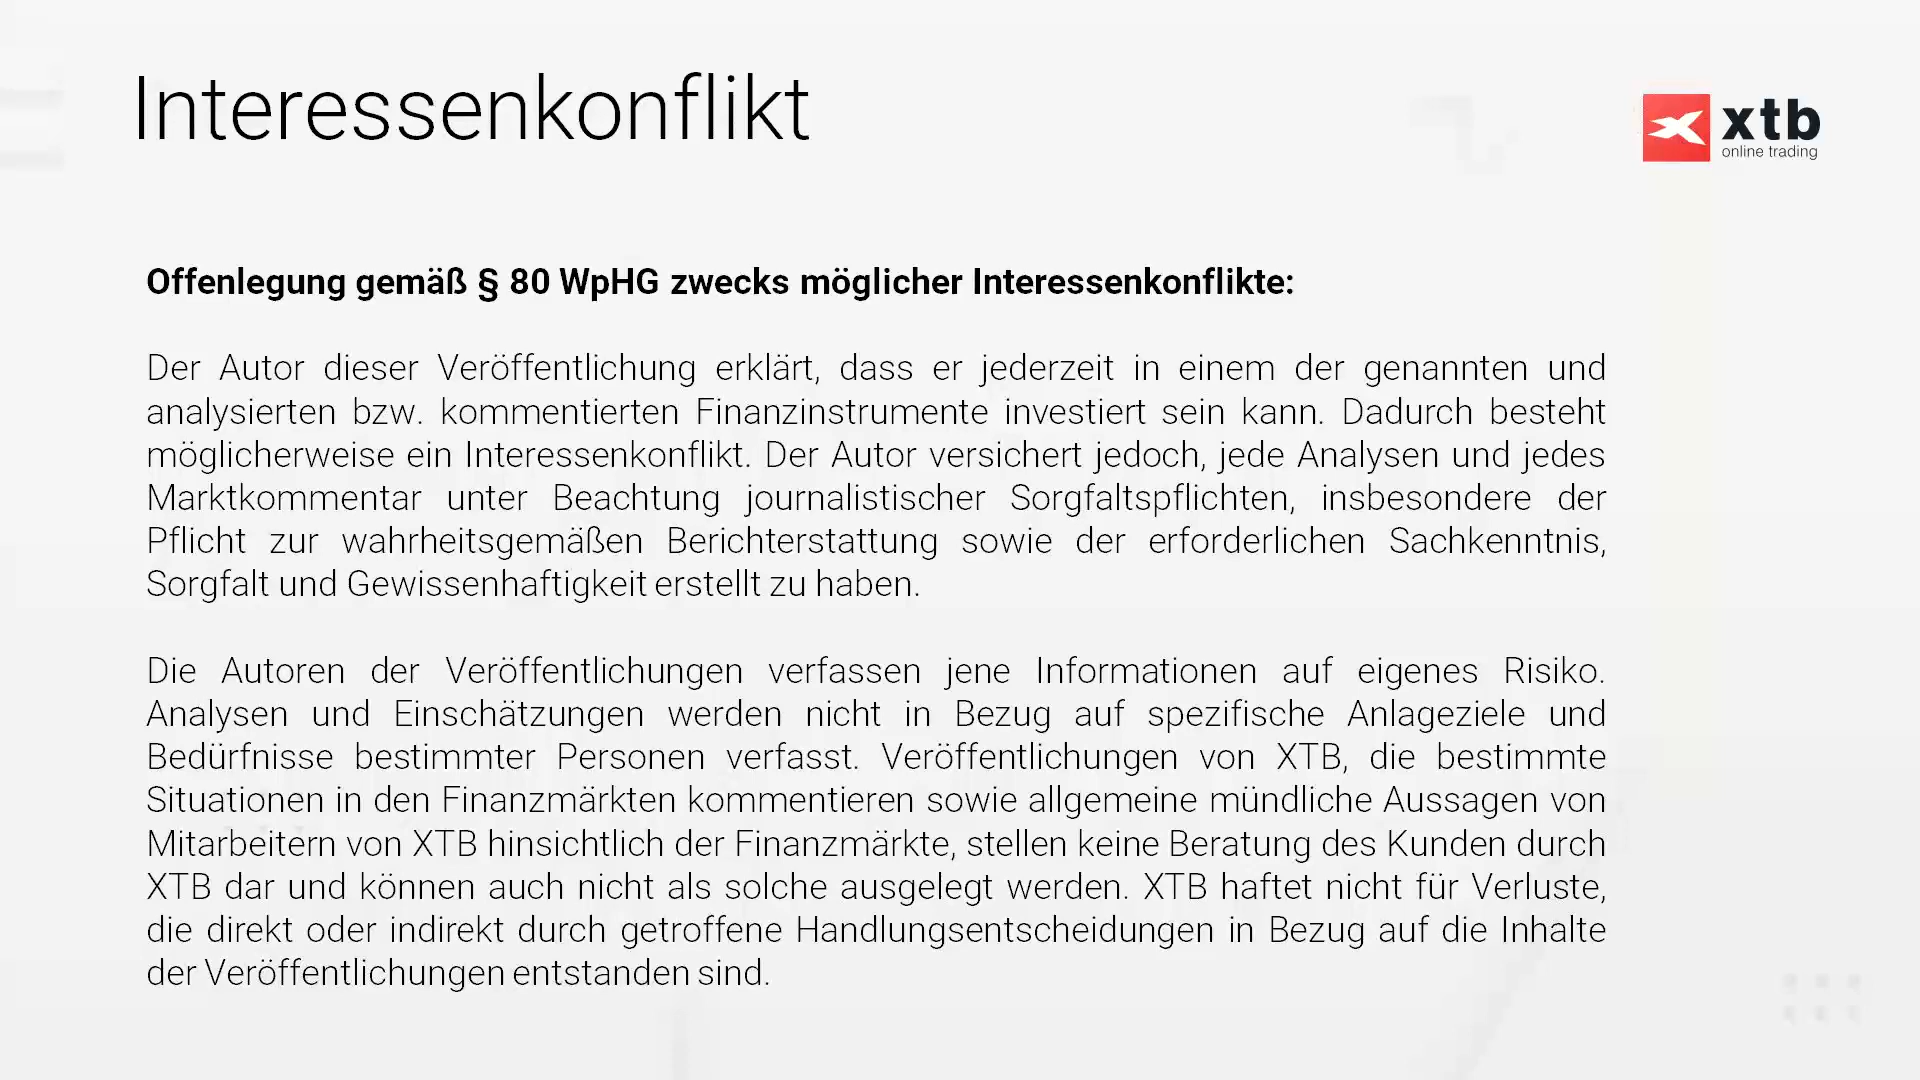 Interessenkonflikt
xtb
online trading
Offenlegung gemäß § 80 WpHG zwecks möglicher Interessenkonflikte:
Der Autor dieser Veröffentlichung erklärt, dass er jederzeit in einem der genannten und
analysierten bzw. kommentierten Finanzinstrumente investiert sein kann. Dadurch besteht
möglicherweise ein Interessenkonflikt. Der Autor versichert jedoch, jede Analysen und jedes
Marktkommentar unter Beachtung journalistischer Sorgfaltspflichten, insbesondere der
Pflicht zur wahrheitsgemäßen Berichterstattung sowie der erforderlichen Sachkenntnis,
Sorgfalt und Gewissenhaftigkeit erstellt zu haben.
Die Autoren der Veröffentlichungen verfassen jene Informationen auf eigenes Risiko.
Analysen und Einschätzungen werden nicht in Bezug auf spezifische Anlageziele und
Bedürfnisse bestimmter Personen verfasst. Veröffentlichungen von XTB, die bestimmte
Situationen in den Finanzmärkten kommentieren sowie allgemeine mündliche Aussagen von
Mitarbeitern von XTB hinsichtlich der Finanzmärkte, stellen keine Beratung des Kunden durch
XTB dar und können auch nicht als solche ausgelegt werden. XTB haftet nicht für Verluste,
die direkt oder indirekt durch getroffene Handlungsentscheidungen in Bezug auf die Inhalte
der Veröffentlichungen entstanden sind.